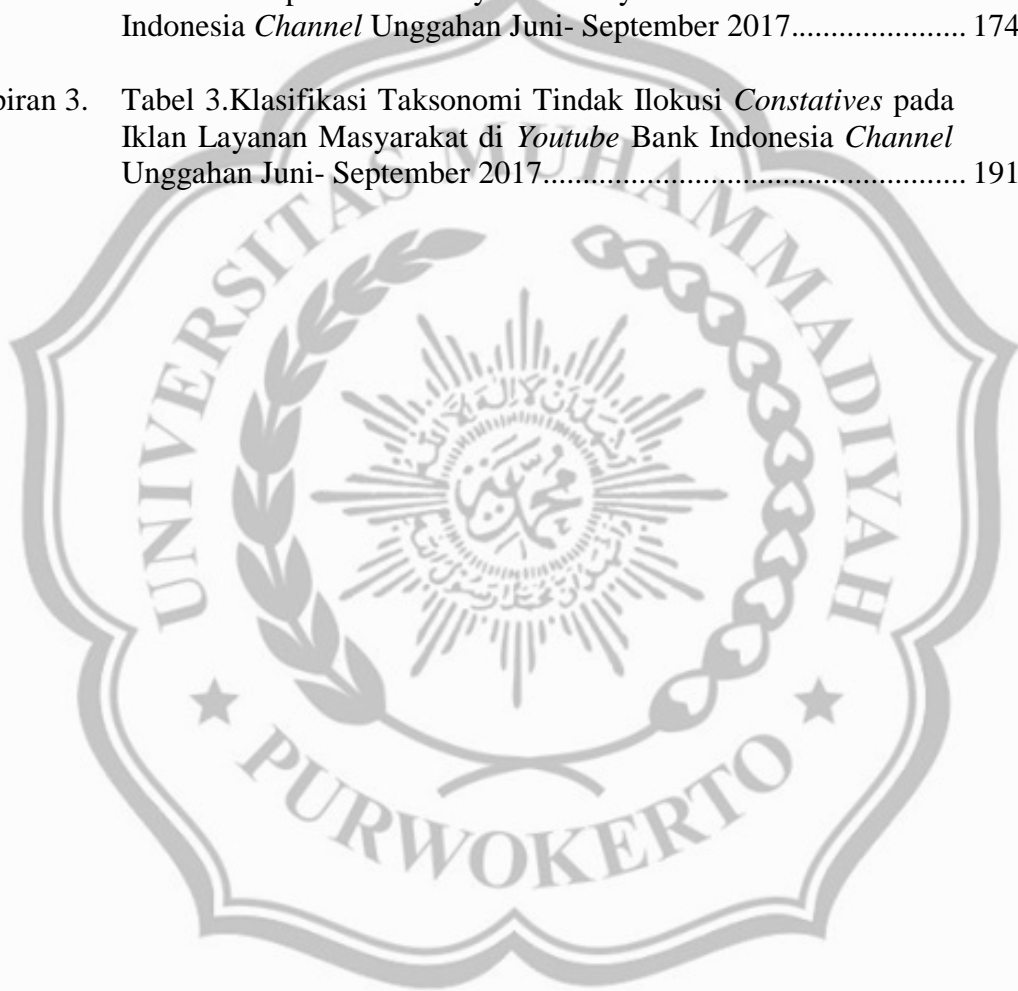 Indonesia Channel Unggahan Juni- September 2017...................... 174
piran 3. Tabel 3.Klasifikasi Taksonomi Tindak Ilokusi Constatives pada
Iklan Layanan Masyarakat di Youtube Bank Indonesia Channel
Unggahan Juni- September 2017...................................................... 191
UNIVERSITAS MUHAMMADIYAH
PURWOKERTO